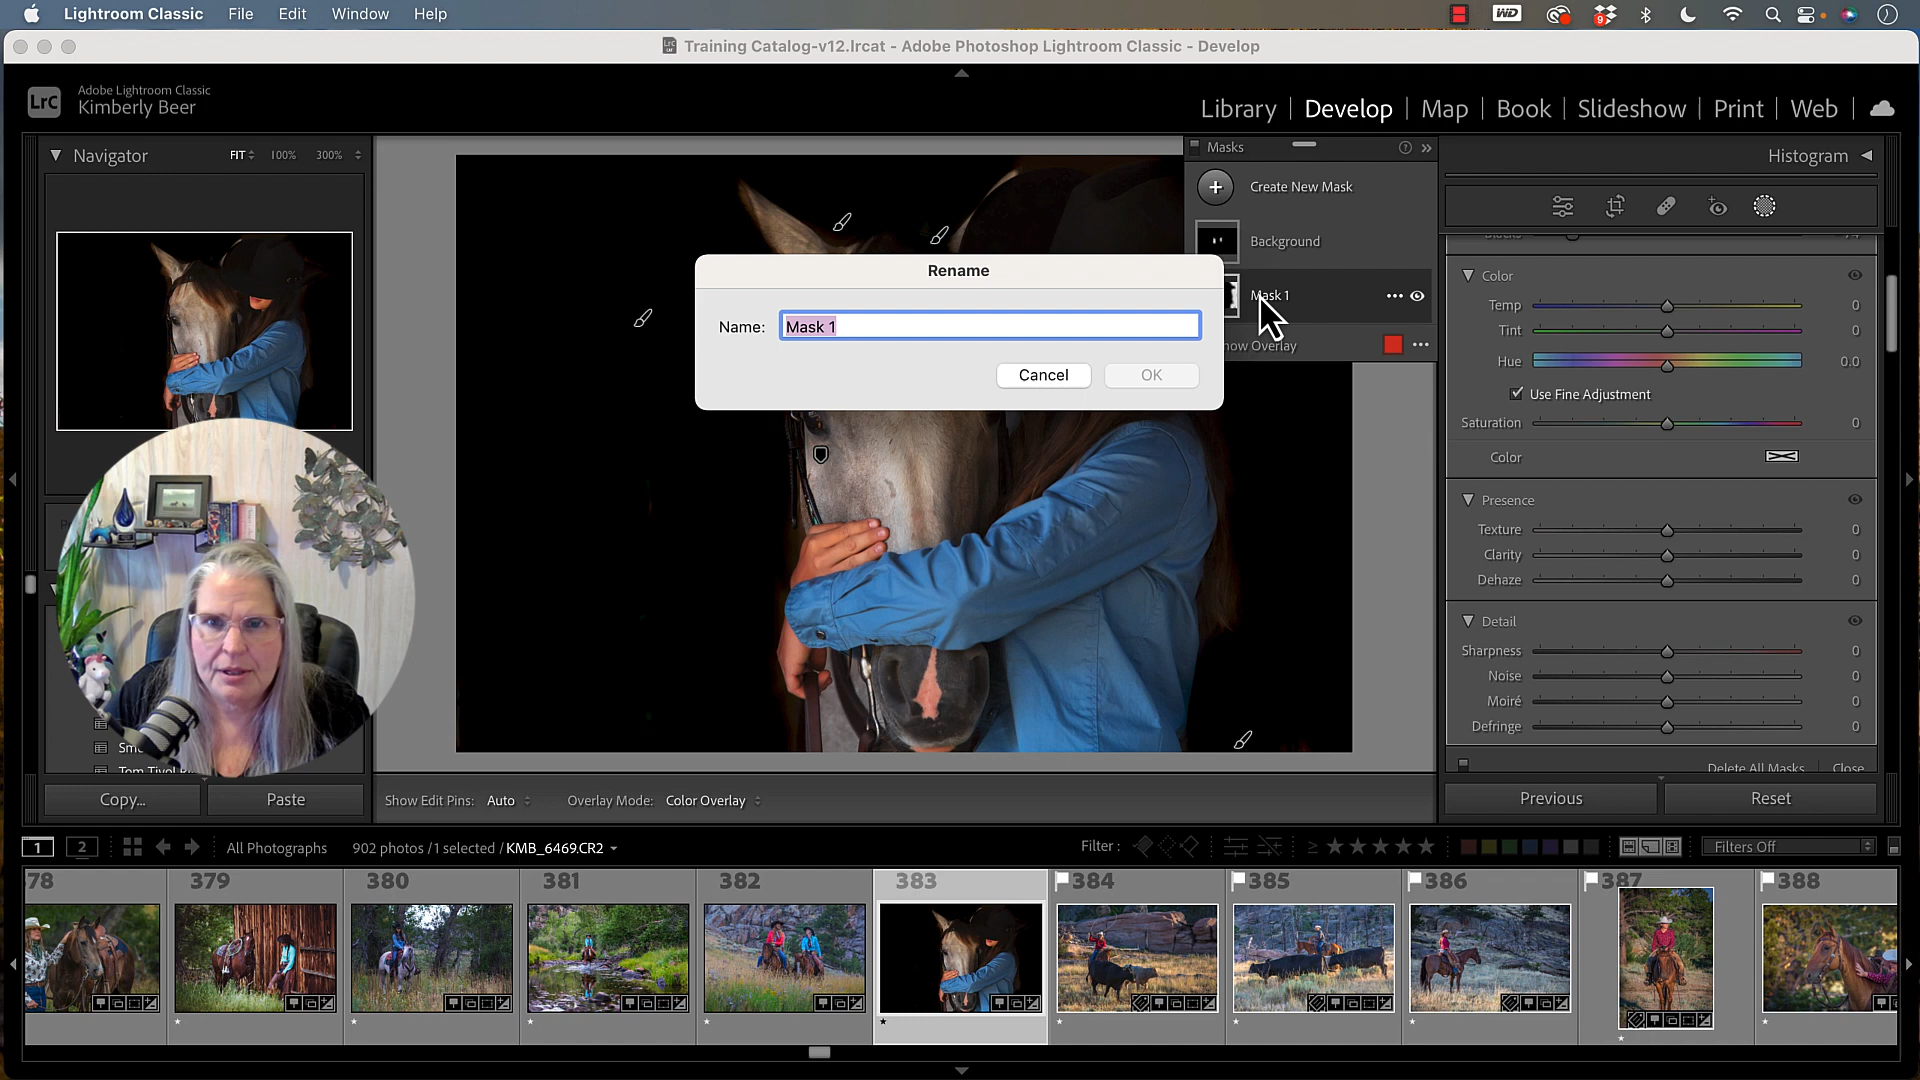 Lightroom Classic File Edit Window Help
WD
9
Training Catalog-v12.lrcat - Adobe Photoshop Lightroom Classic - Develop
LrC
Adobe Lightroom Classic
Kimberly Beer
Library | Develop | Map | Book | Slideshow | Print | Web
Navigator FIT 100% 300%
Masks
Histogram
Create New Mask
Background
Rename
Mask 1
Name: Mask 1
Cancel OK
Show Overlay
Color
Temp 0
Tint 0
Hue 0.0
Use Fine Adjustment
Saturation 0
Color
Presence
Texture 0
Clarity 0
Dehaze 0
Detail
Sharpness 0
Noise 0
Moiré 0
Defringe 0
Delete All Masks Close
Copy... Paste
Show Edit Pins: Auto Overlay Mode: Color Overlay
Previous Reset
1 2 All Photographs 902 photos / 1 selected / KMB_6469.CR2
Filter : ≥ ★ ★ ★ ★ ★ Filters Off
78 379 380 381 382 383 384 385 386 387 388